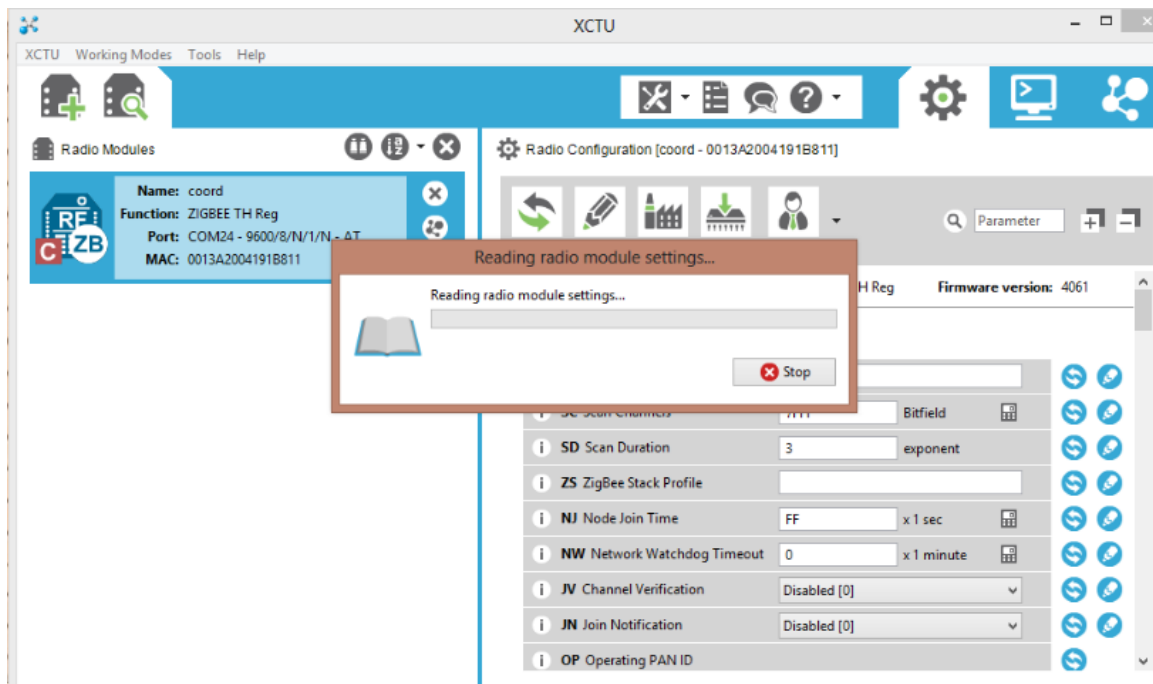 XCTU
XCTU Working Modes Tools Help
Radio Modules
Radio Configuration [coord - 0013A2004191B811]
Name: coord
Function: ZIGBEE TH Reg
Port: COM24 - 9600/8/N/1/N - AT
MAC: 0013A2004191B811
RF
C ZB
Parameter
Reading radio module settings...
Reading radio module settings...
Stop
H Reg Firmware version: 4061
Scan Channels Bitfield
i SD Scan Duration 3 exponent
i ZS ZigBee Stack Profile
i NJ Node Join Time FF x 1 sec
i NW Network Watchdog Timeout 0 x 1 minute
i JV Channel Verification Disabled [0]
i JN Join Notification Disabled [0]
i OP Operating PAN ID